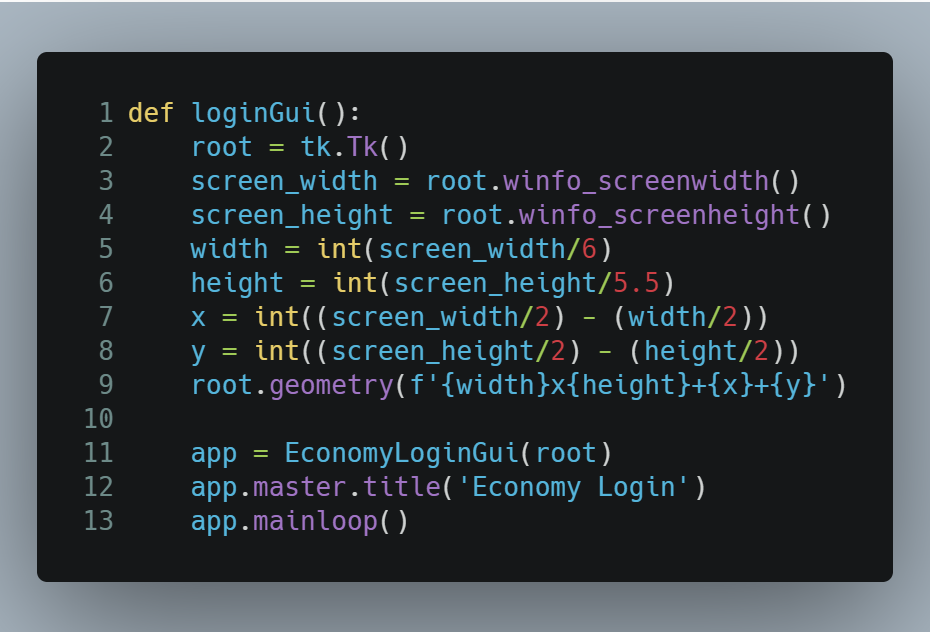 1 def loginGui():
2     root = tk.Tk()
3     screen_width = root.winfo_screenwidth()
4     screen_height = root.winfo_screenheight()
5     width = int(screen_width/6)
6     height = int(screen_height/5.5)
7     x = int((screen_width/2) - (width/2))
8     y = int((screen_height/2) - (height/2))
9     root.geometry(f'{width}x{height}+{x}+{y}')
10
11     app = EconomyLoginGui(root)
12     app.master.title('Economy Login')
13     app.mainloop()